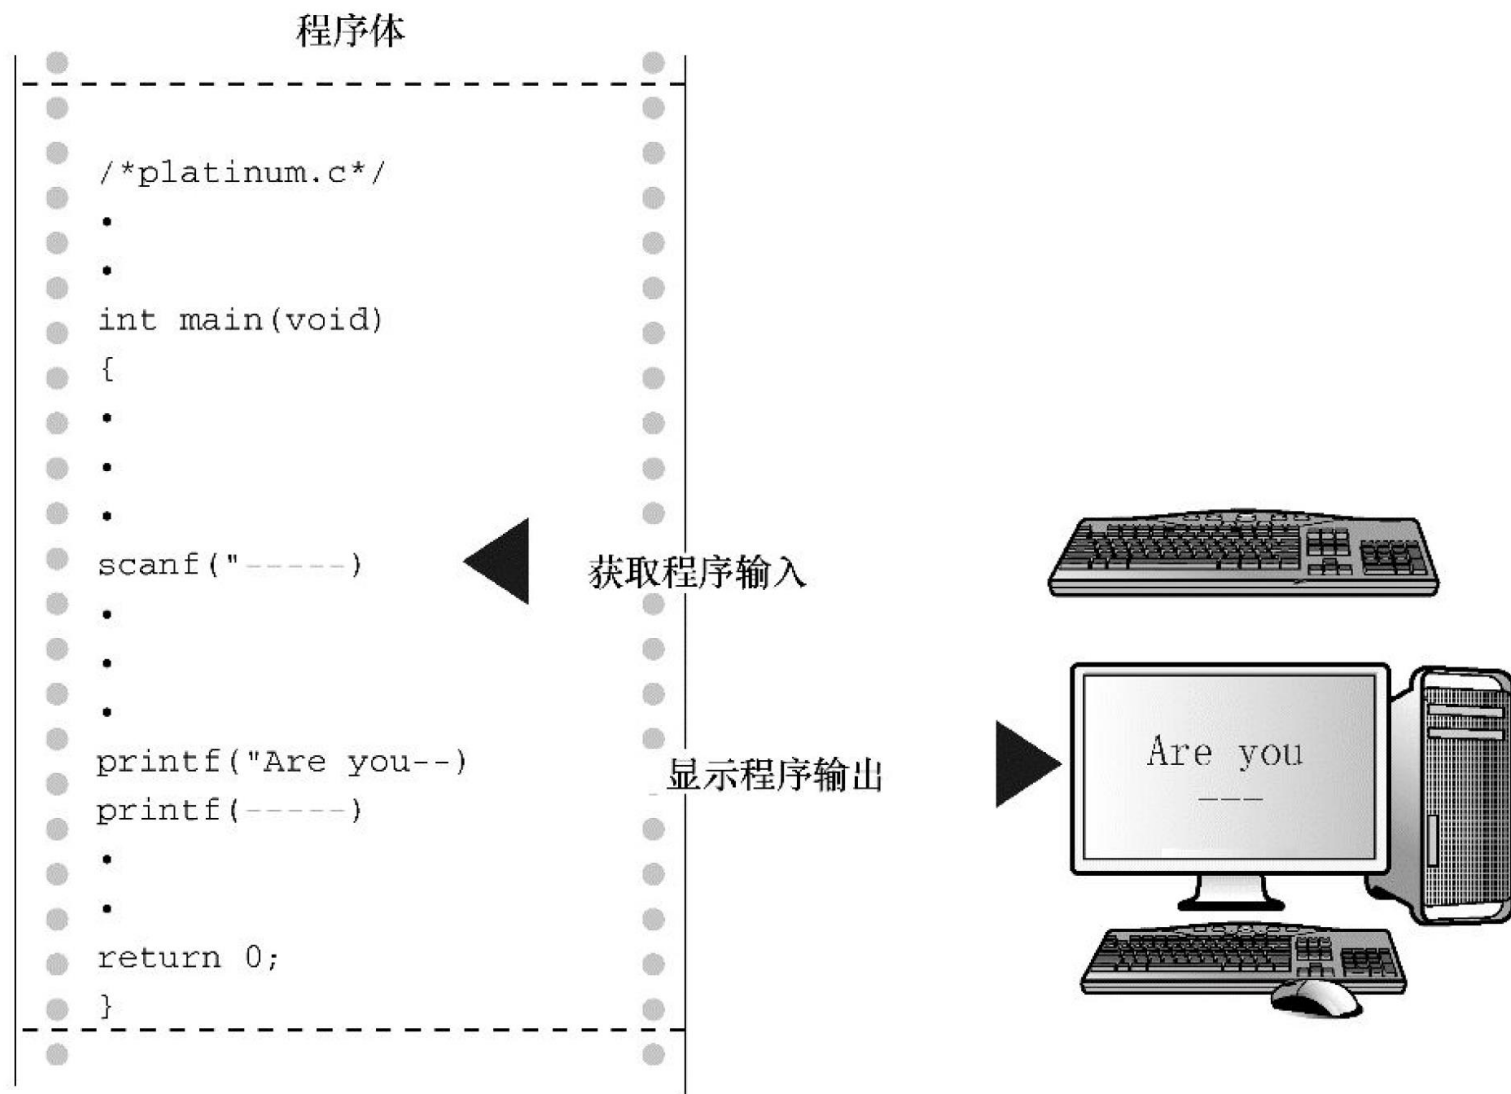 程序体
/*platinum.c*/
.
.
int main(void)
{
.
.
.
scanf("-----)
获取程序输入
.
.
.
printf("Are you--)
显示程序输出
printf(-----)
.
.
return 0;
}
Are you
---